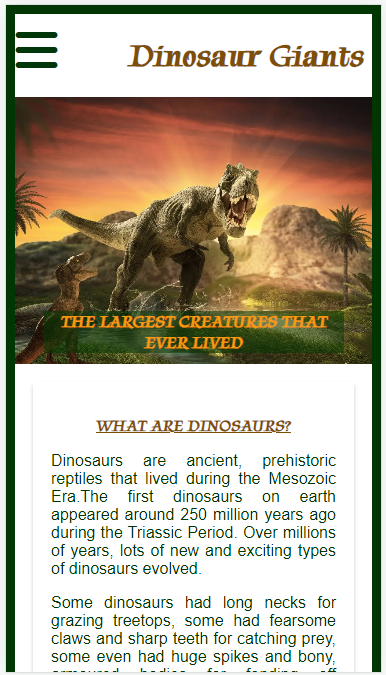 Dinosaur Giants
THE LARGEST CREATURES THAT
EVER LIVED
WHAT ARE DINOSAURS?
Dinosaurs are ancient, prehistoric
reptiles that lived during the Mesozoic
Era.The first dinosaurs on earth
appeared around 250 million years ago
during the Triassic Period. Over millions
of years, lots of new and exciting types
of dinosaurs evolved.
Some dinosaurs had long necks for
grazing treetops, some had fearsome
claws and sharp teeth for catching prey,
some even had huge spikes and bony,
armoured bodies for fending off